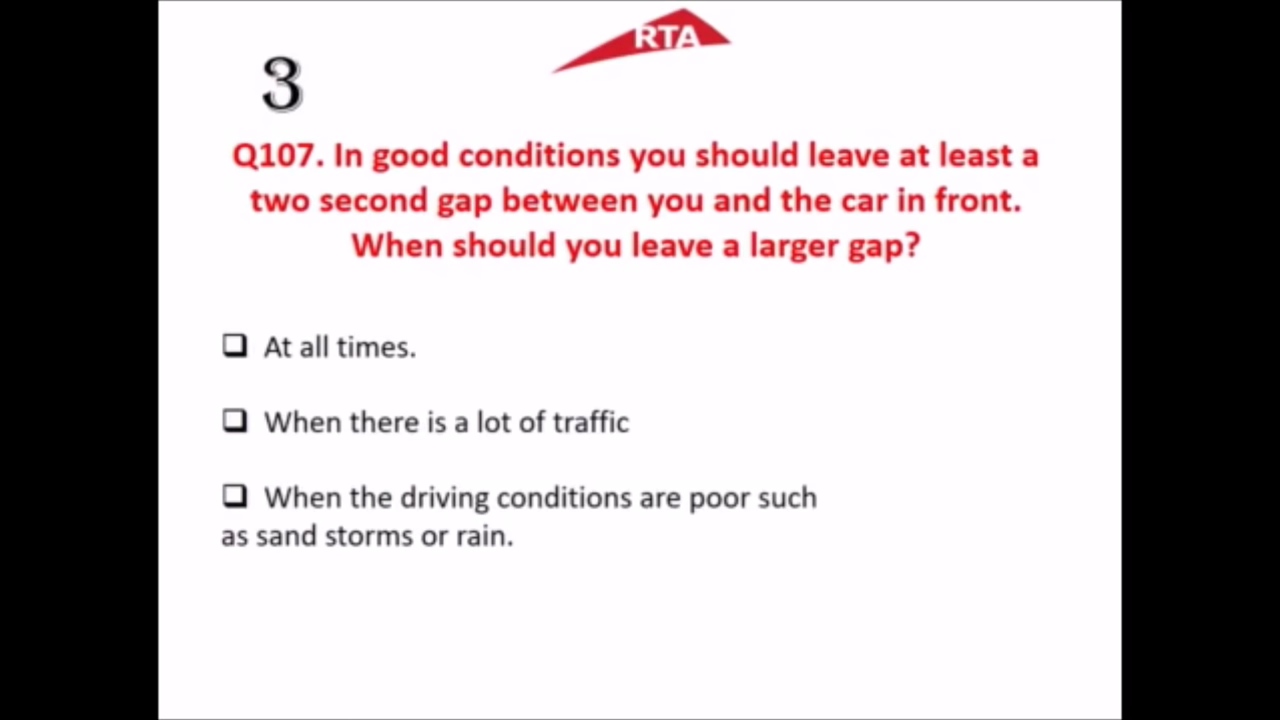 RTA
3
Q107. In good conditions you should leave at least a
two second gap between you and the car in front.
When should you leave a larger gap?
At all times.
When there is a lot of traffic
When the driving conditions are poor such
as sand storms or rain.